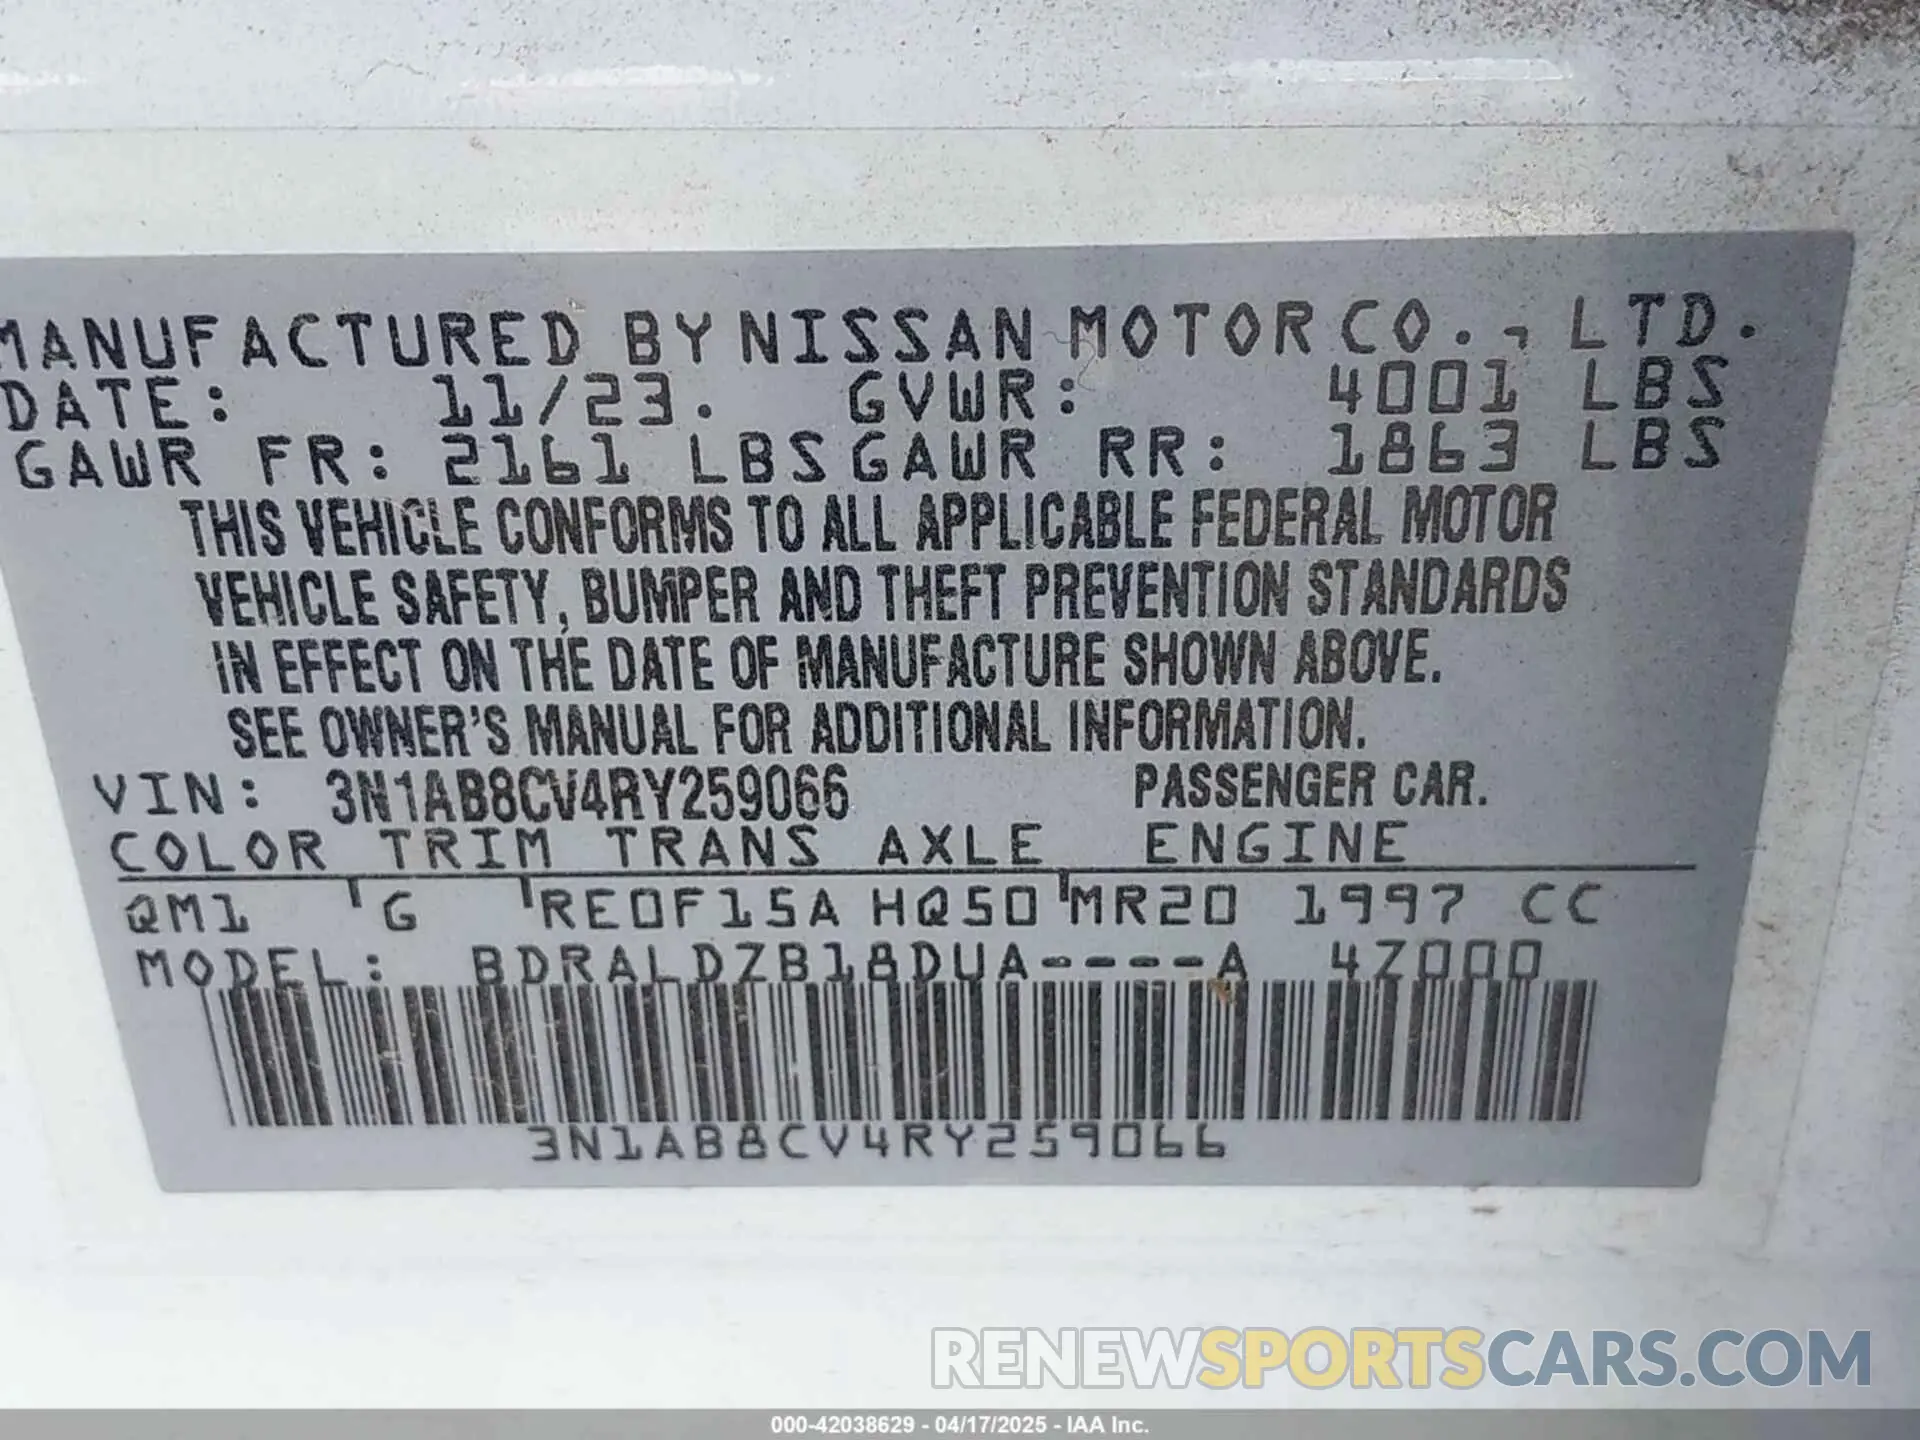 MANUFACTURED BY NISSAN MOTOR CO., LTD.
DATE: 11/23. GVWR: 4001 LBS
GAWR FR: 2161 LBS GAWR RR: 1863 LBS
THIS VEHICLE CONFORMS TO ALL APPLICABLE FEDERAL MOTOR
VEHICLE SAFETY, BUMPER AND THEFT PREVENTION STANDARDS
IN EFFECT ON THE DATE OF MANUFACTURE SHOWN ABOVE.
SEE OWNER'S MANUAL FOR ADDITIONAL INFORMATION.
VIN: 3N1AB8CV4RY259066 PASSENGER CAR.
COLOR TRIM TRANS AXLE ENGINE
QM1 G RE0F15A HQ50 MR20 1997 CC
MODEL: BDRALDZB18DUA----A 4Z000
3N1AB8CV4RY259066
RENEWSPORTSCARS.COM
000-42038629 - 04/17/2025 - IAA Inc.